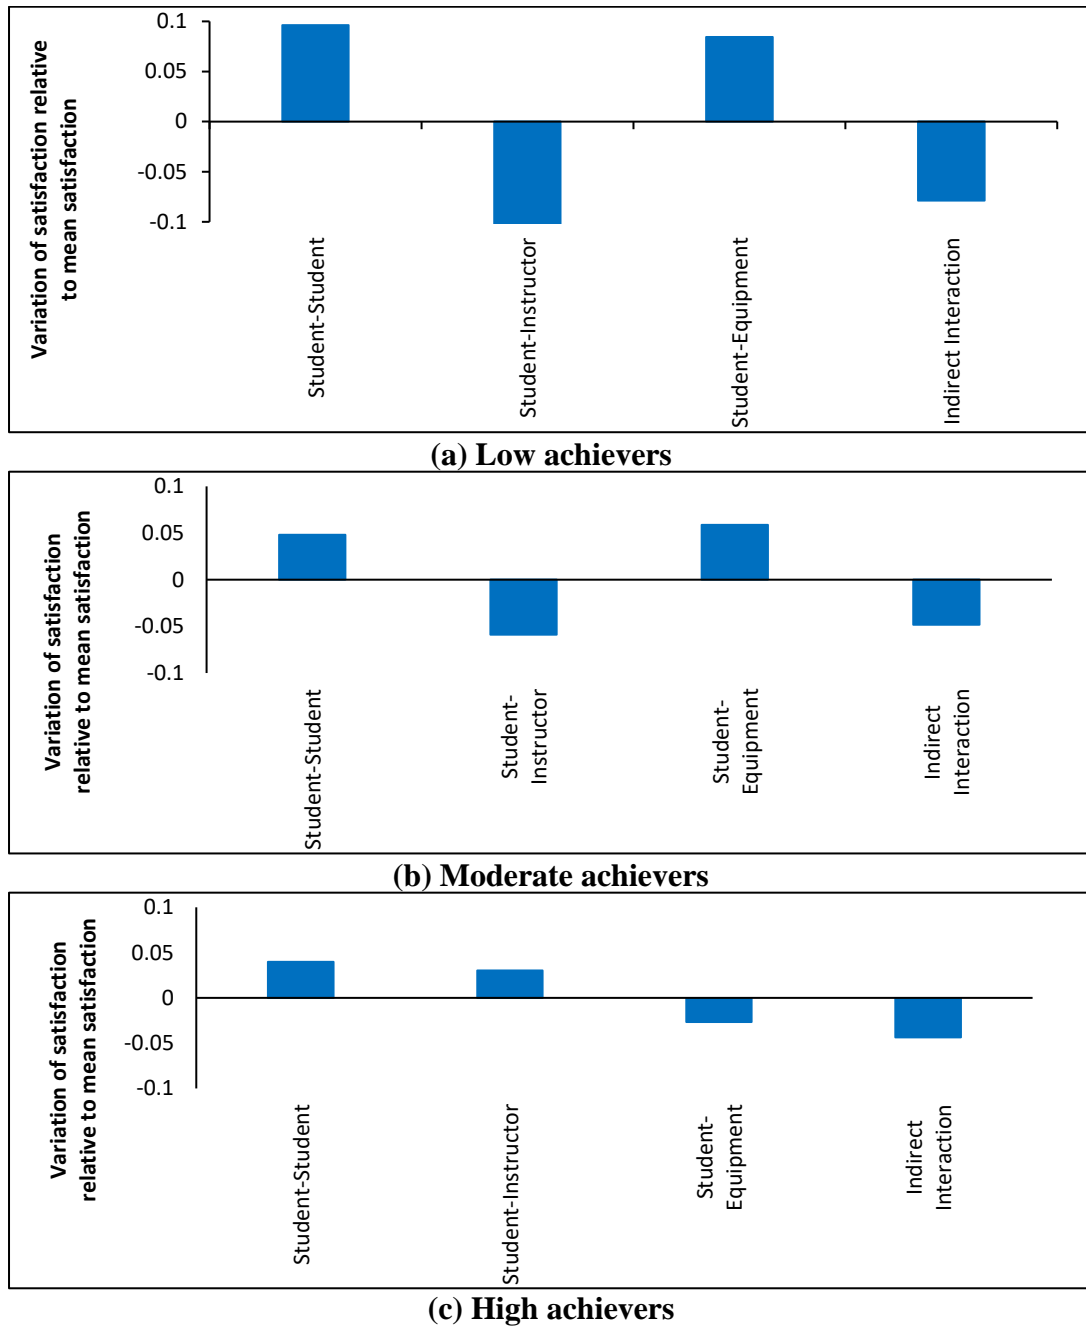 Variation of satisfaction relative
to mean satisfaction
0.1
0.05
0
-0.05
-0.1
Student-Student
Student-Instructor
Student-Equipment
Indirect Interaction
(a) Low achievers
Variation of satisfaction
relative to mean satisfaction
0.1
0.05
0
-0.05
-0.1
Student-Student
Student-
Instructor
Student-
Equipment
Indirect
Interaction
(b) Moderate achievers
Variation of satisfaction
relative to mean satisfaction
0.1
0.05
0
-0.05
-0.1
Student-Student
Student-Instructor
Student-
Equipment
Indirect
Interaction
(c) High achievers